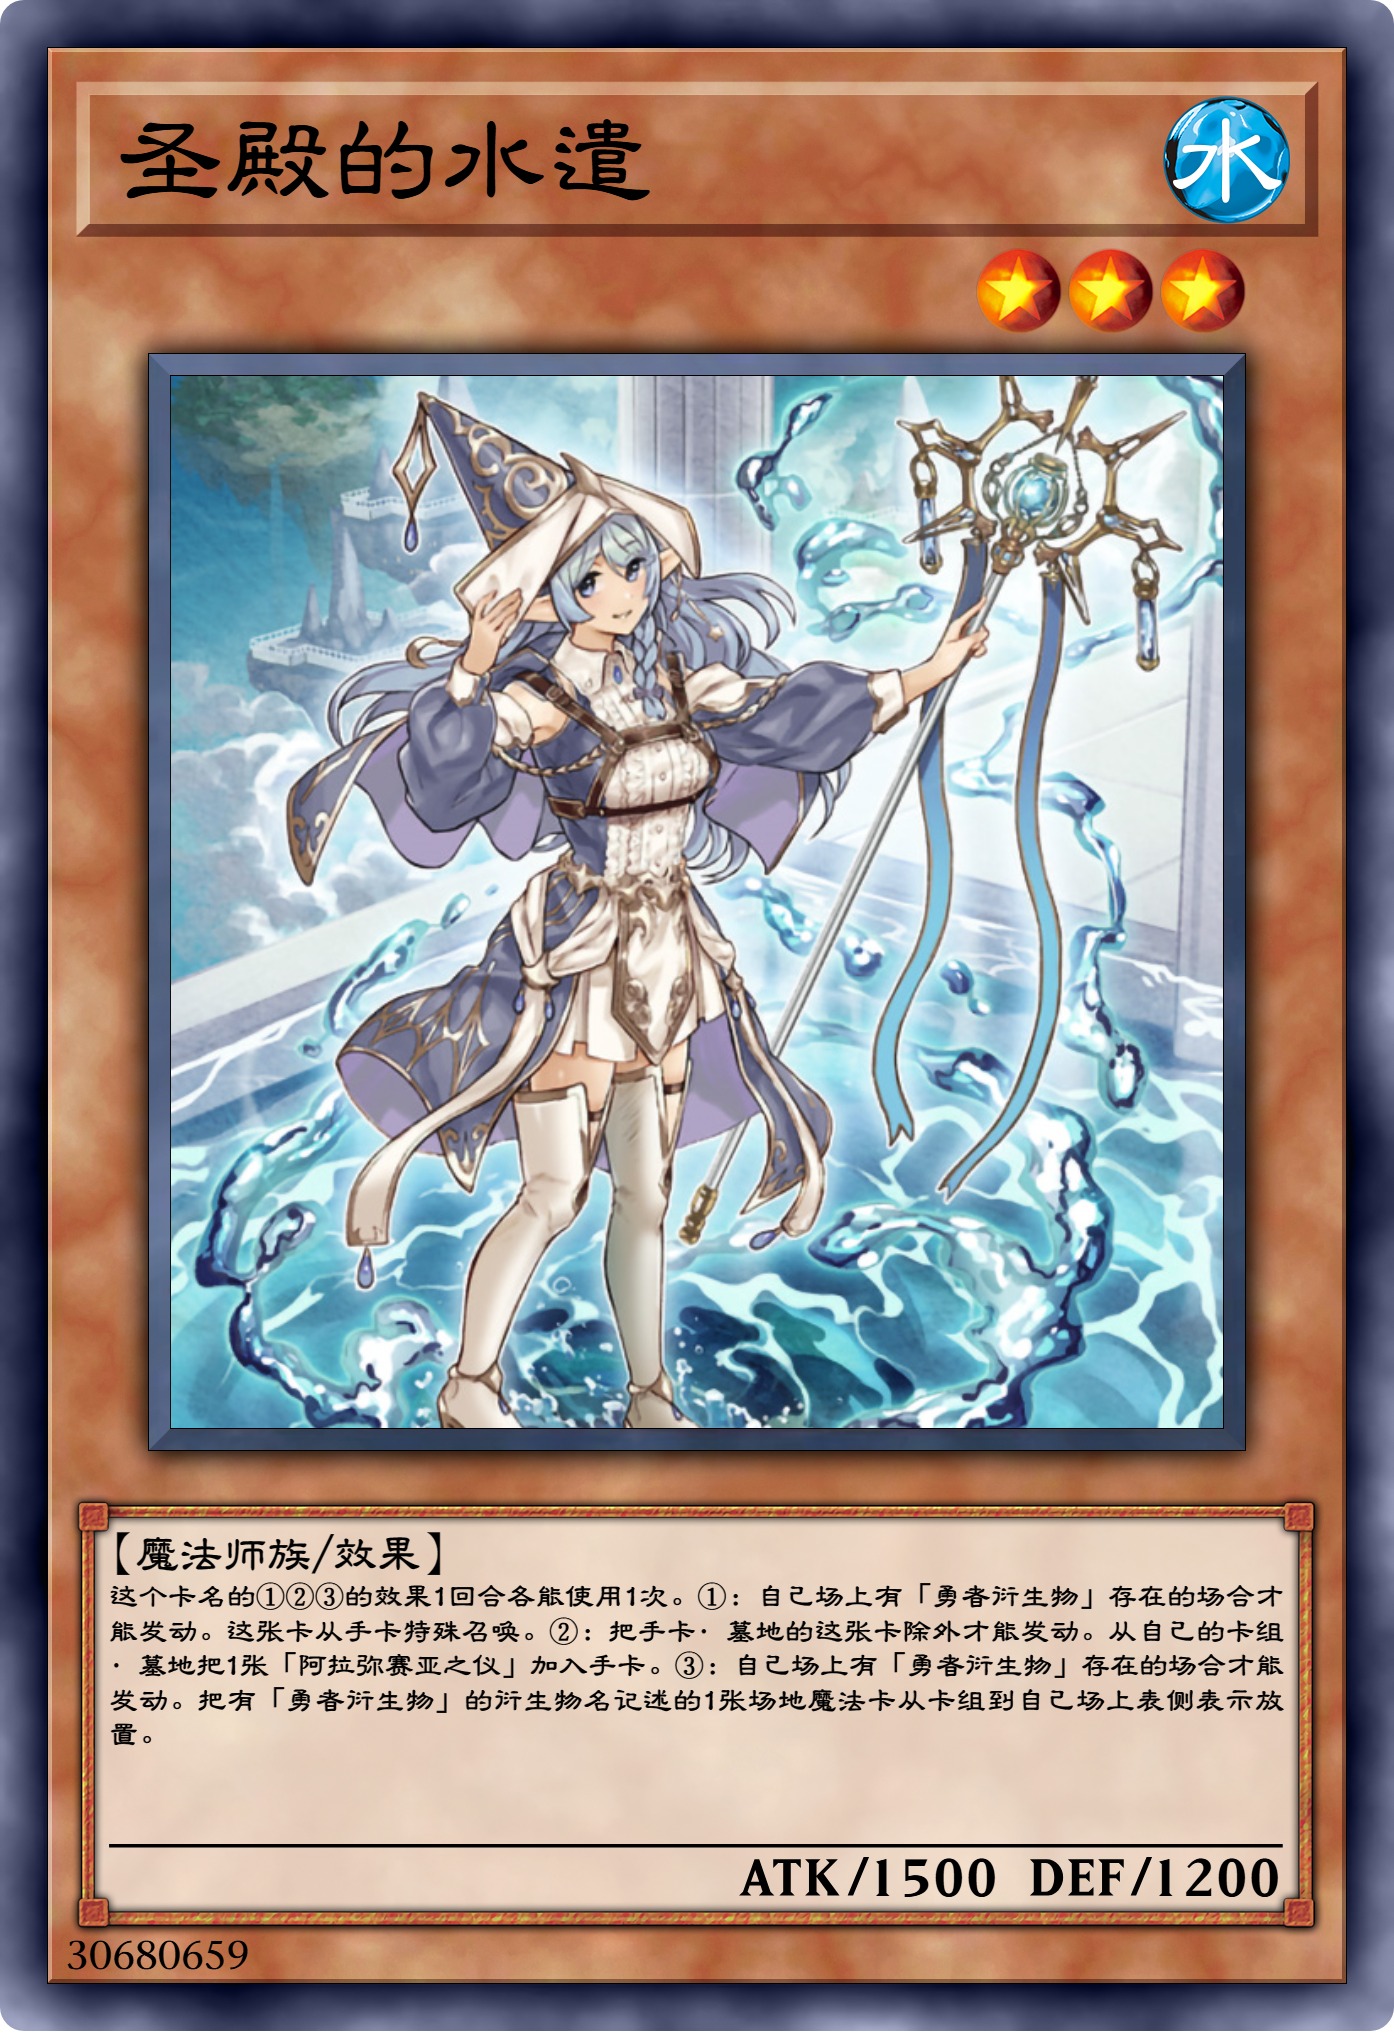 圣殿的水遣
水
【魔法师族/效果】
这个卡名的①②③的效果1回合各能使用1次。①：自己场上有「勇者衍生物」存在的场合才
能发动。这张卡从手卡特殊召唤。②：把手卡·墓地的这张卡除外才能发动。从自己的卡组
·墓地把1张「阿拉弥赛亚之仪」加入手卡。③：自己场上有「勇者衍生物」存在的场合才能
发动。把有「勇者衍生物」的衍生物名记述的1张场地魔法卡从卡组到自己场上表侧表示放
置。
ATK/1500 DEF/1200
30680659